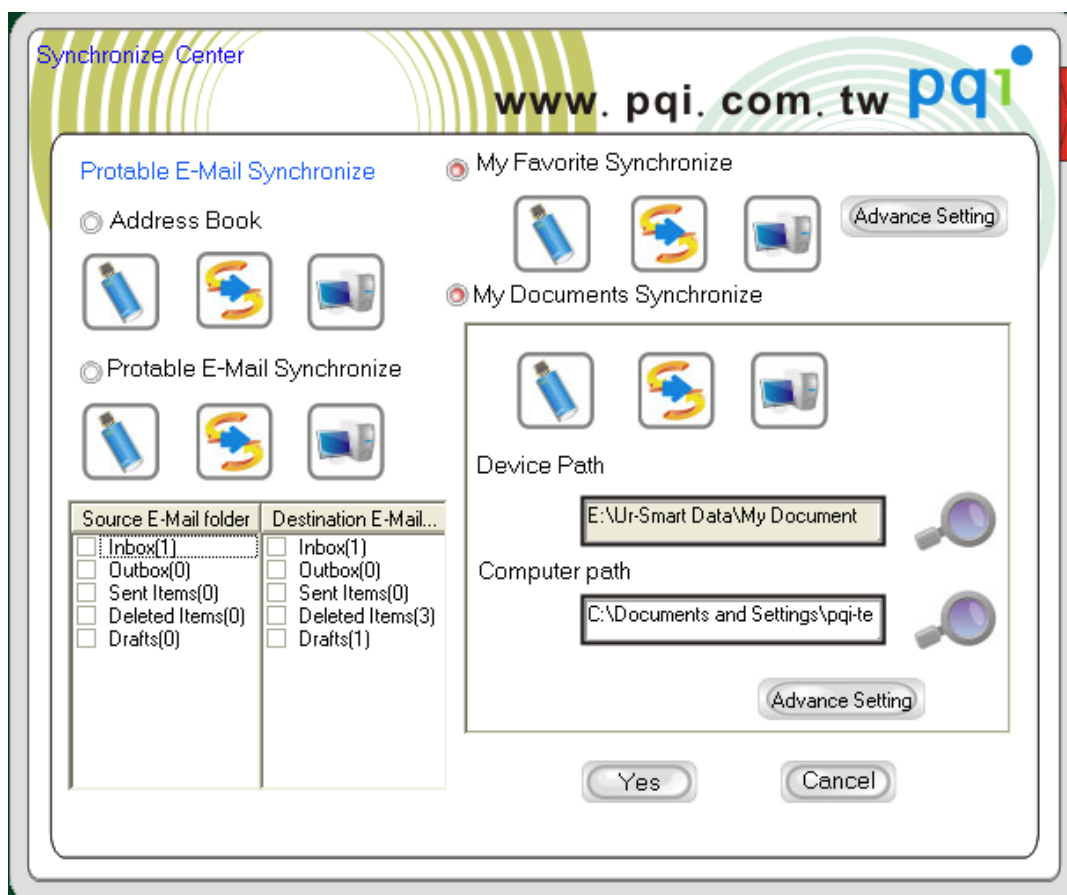 Synchronize Center
www. pqi. com. tw
pqi
Protable E-Mail Synchronize
Address Book
Protable E-Mail Synchronize
Source E-Mail folder
Inbox(1)
Outbox(0)
Sent Items(0)
Deleted Items(0)
Drafts(0)
Destination E-Mail...
Inbox(1)
Outbox(0)
Sent Items(0)
Deleted Items(3)
Drafts(1)
My Favorite Synchronize
Advance Setting
My Documents Synchronize
Device Path
E:\Ur-Smart Data\My Document
Computer path
C:\Documents and Settings\pqi-te
Advance Setting
Yes
Cancel